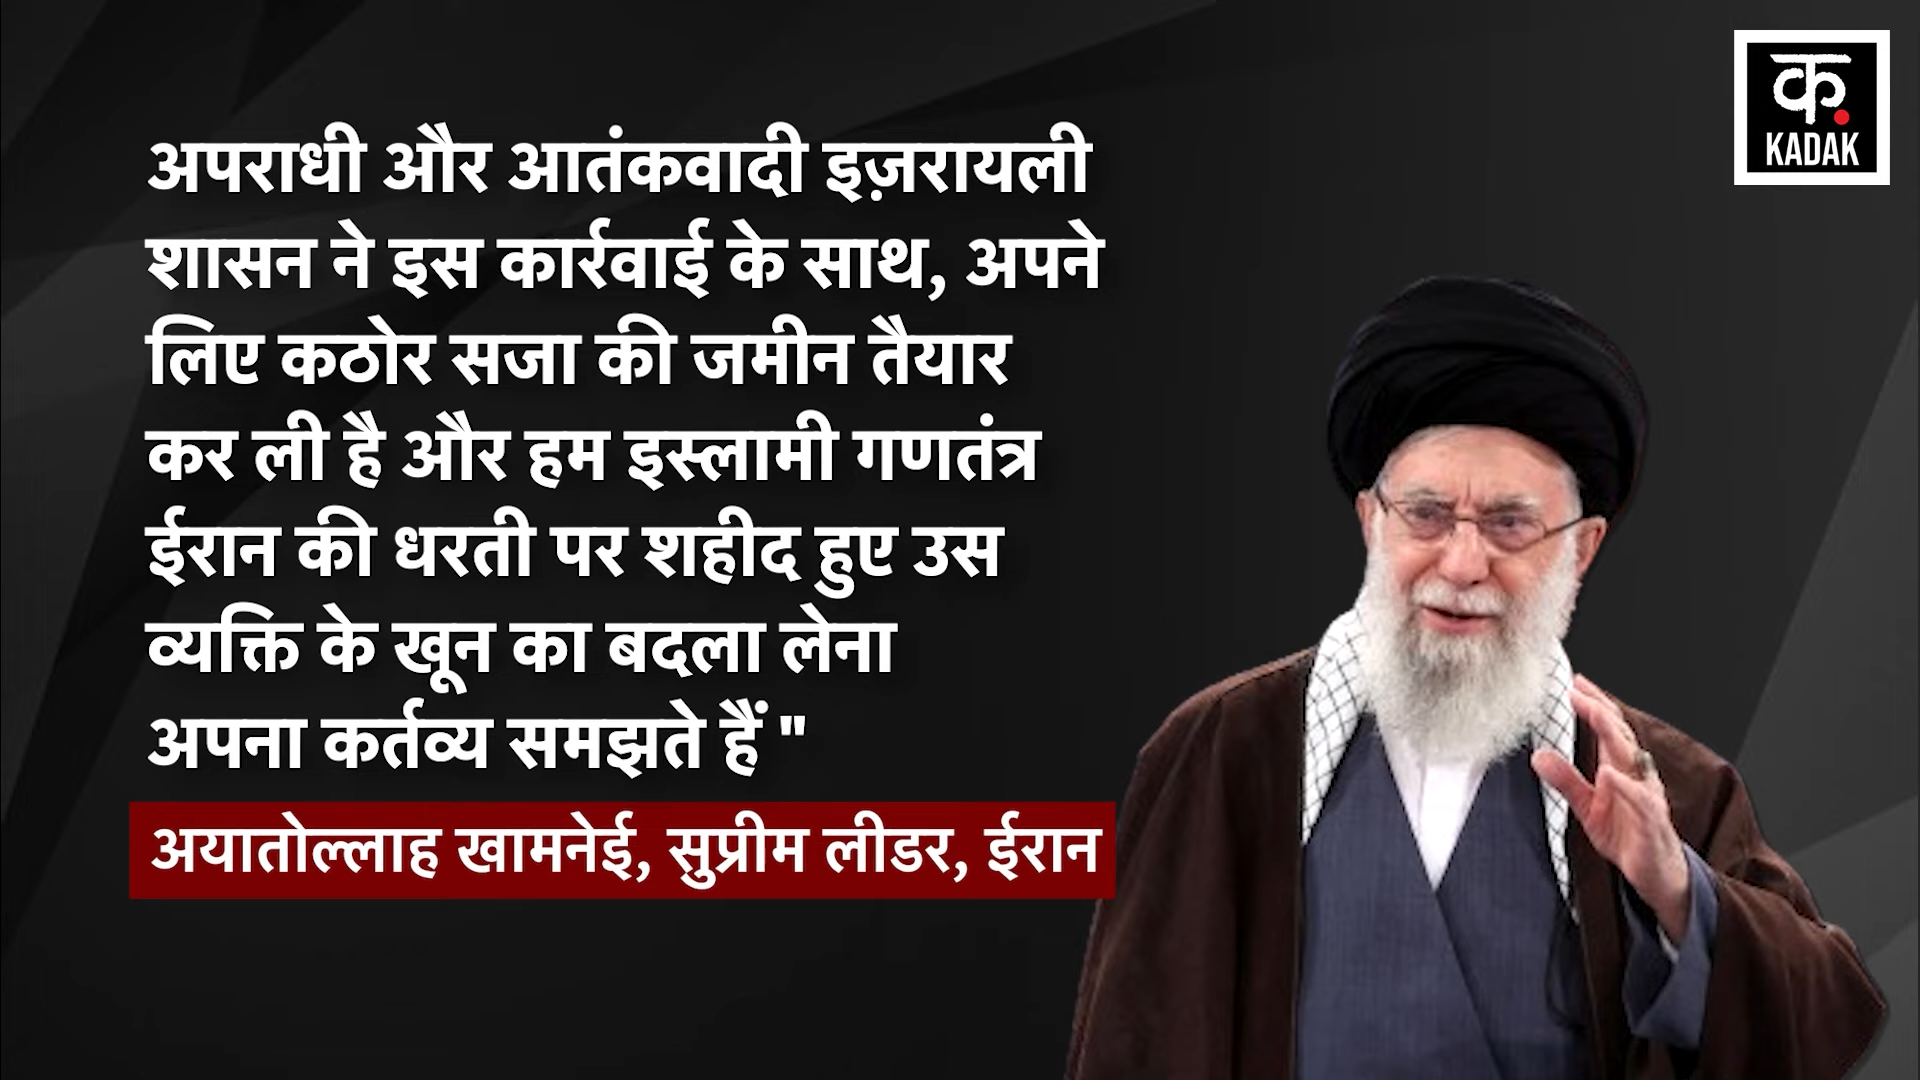 अपराधी और आतंकवादी इज़रायली
शासन ने इस कार्रवाई के साथ, अपने
लिए कठोर सजा की जमीन तैयार
कर ली है और हम इस्लामी गणतंत्र
ईरान की धरती पर शहीद हुए उस
व्यक्ति के खून का बदला लेना
अपना कर्तव्य समझते हैं "
अयातोल्लाह खामनेई, सुप्रीम लीडर, ईरान
क.
KADAK